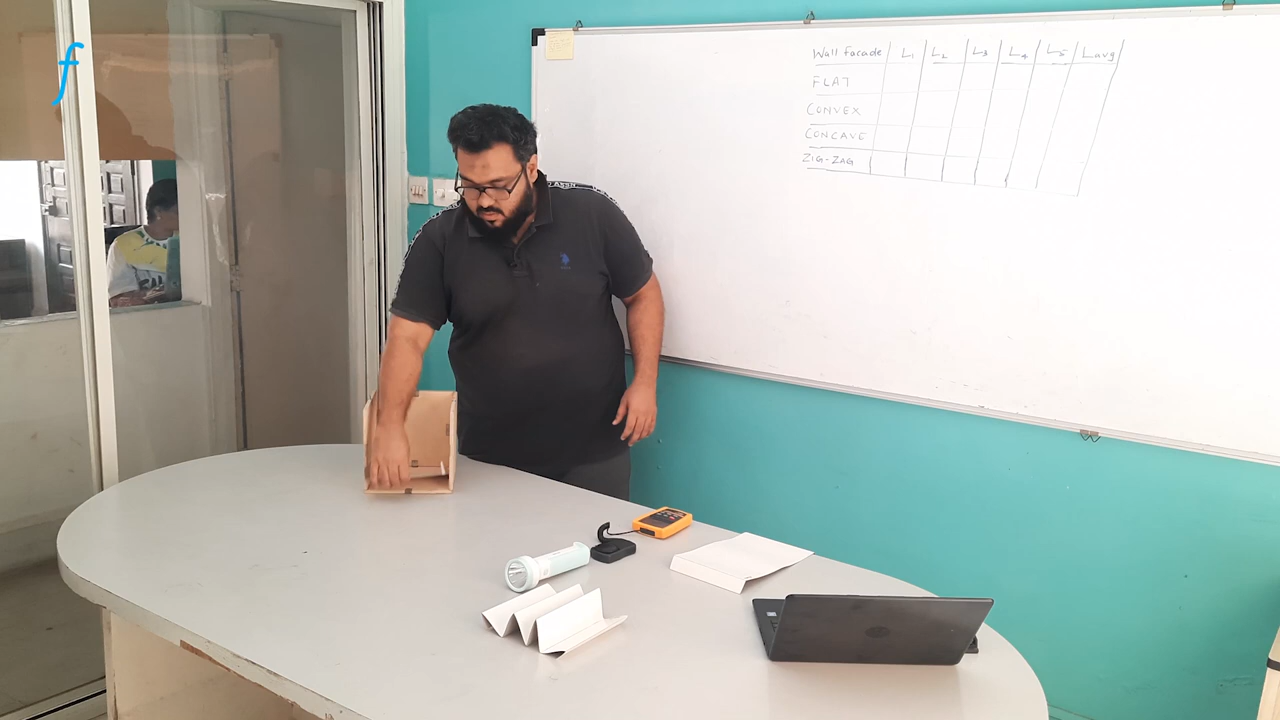 f
Wall facade L1 L2 L3 L4 L5 Lavg
FLAT
CONVEX
CONCAVE
ZIG-ZAG